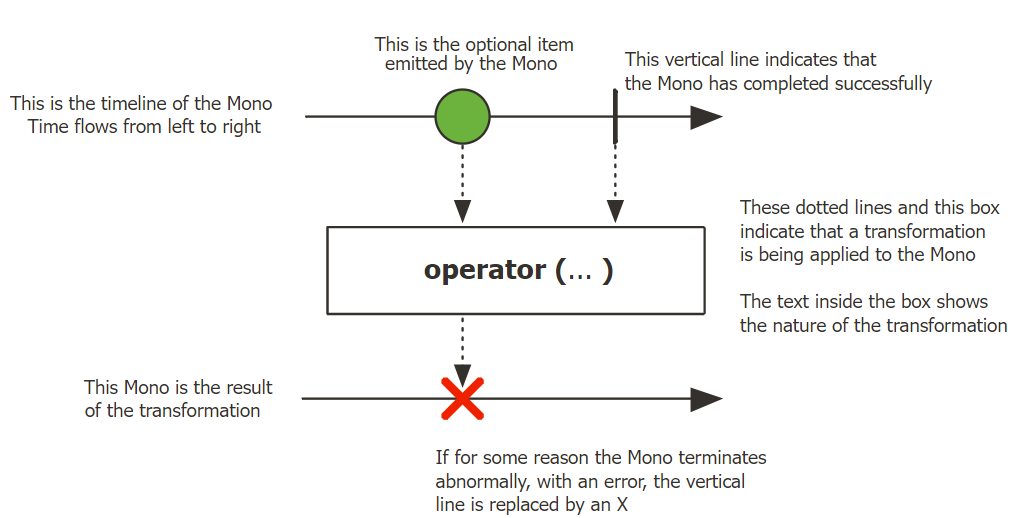 This is the optional item
emitted by the Mono
This vertical line indicates that
the Mono has completed successfully
This is the timeline of the Mono
Time flows from left to right
These dotted lines and this box
indicate that a transformation
is being applied to the Mono
operator (... )
The text inside the box shows
the nature of the transformation
This Mono is the result
of the transformation
If for some reason the Mono terminates
abnormally, with an error, the vertical
line is replaced by an X